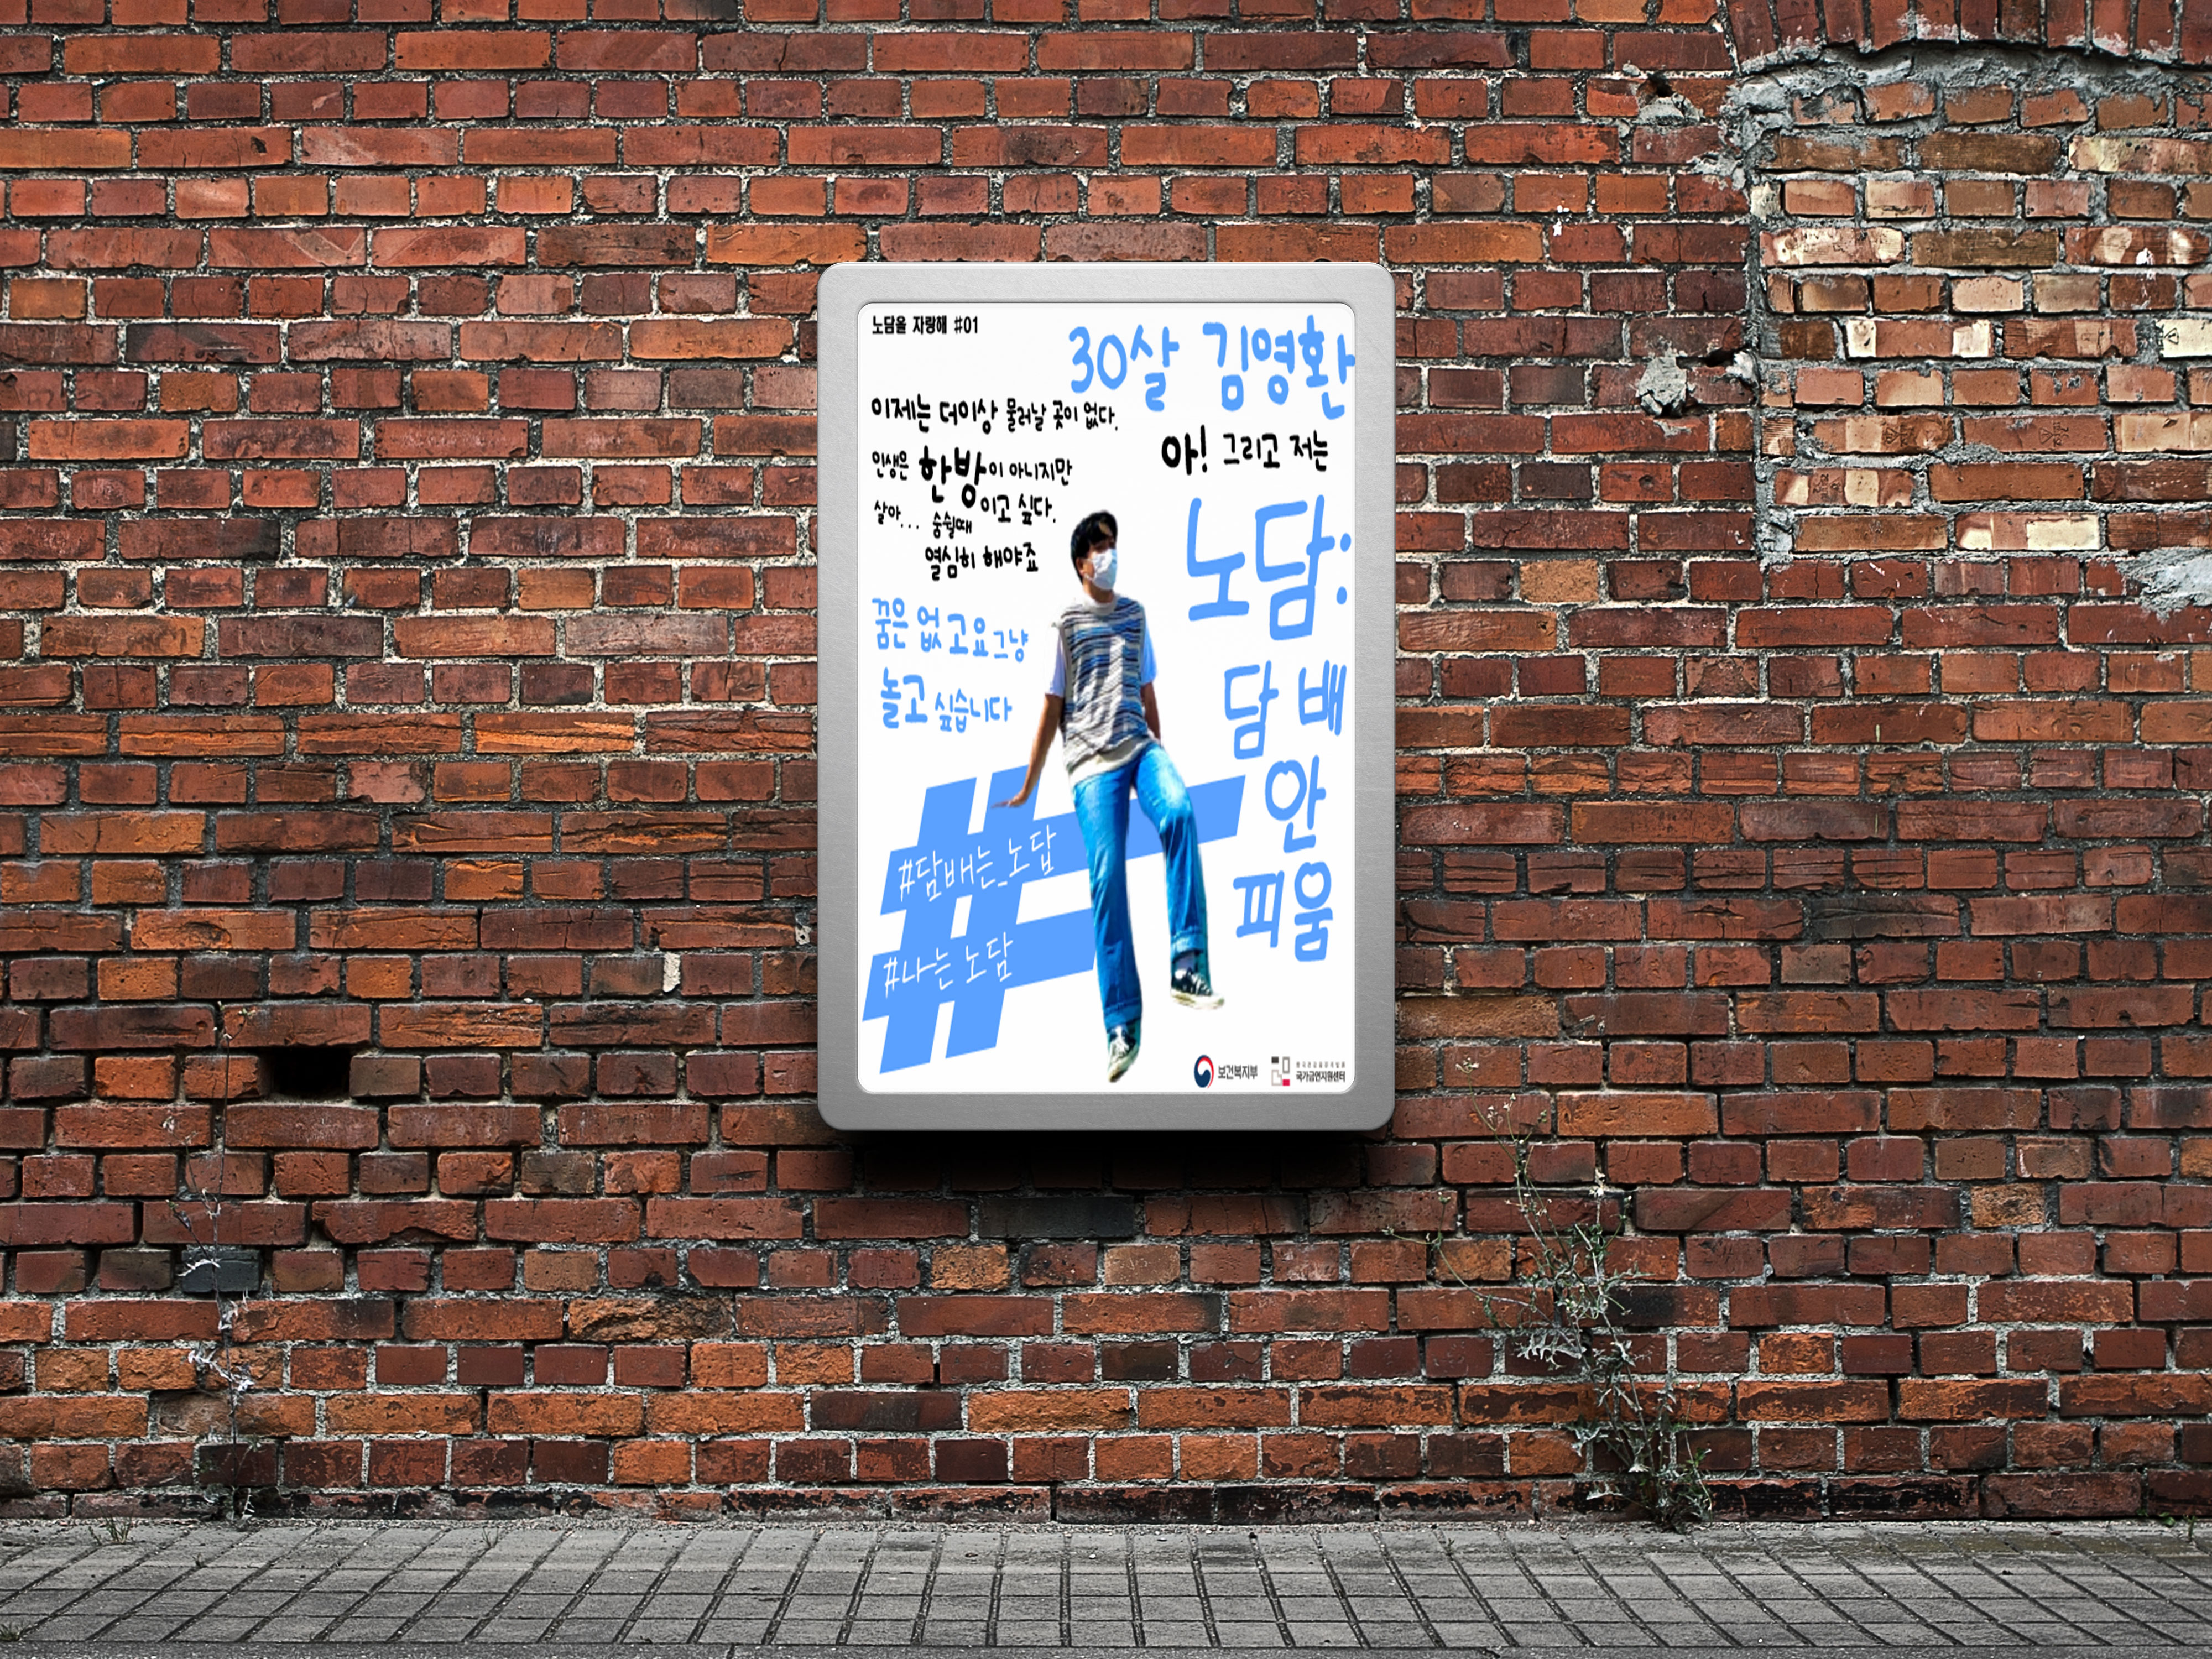 노담을 자랑해 #01
30살 김영환
이제는 더이상 물러날 곳이 없다.
인생은 한방이 아니지만
살아... 숨쉴때 이고 싶다.
열심히 해야죠
아! 그리고 저는
노담:
담배
안
피움
꿈은 없고요그냥
놀고 싶습니다
#담배는_노담
#나는 노담
보건복지부
국가금연지원센터